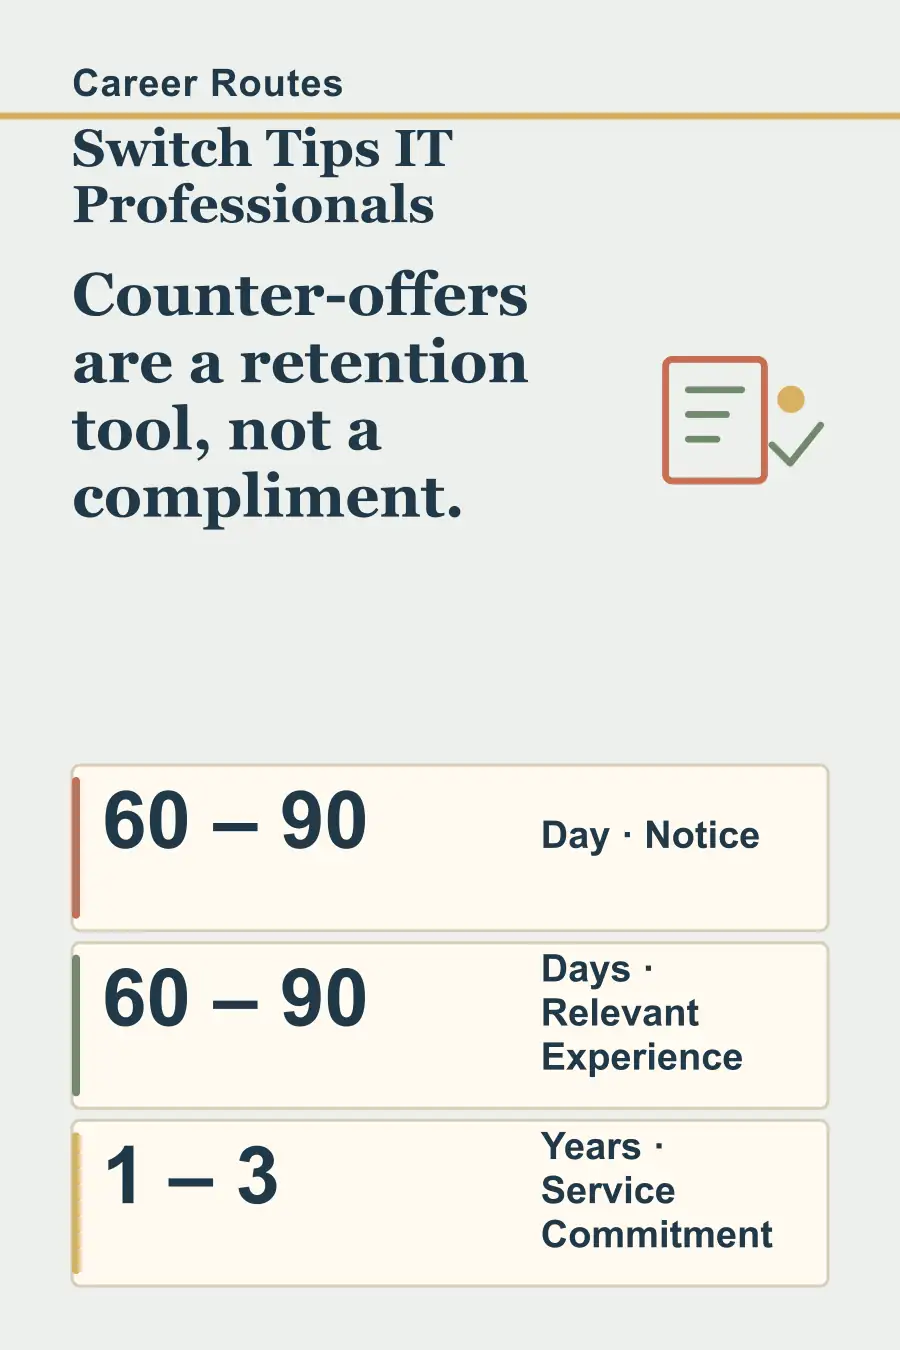 Career Routes
Switch Tips IT
Professionals
Counter-offers
are a retention
tool, not a
compliment.
60 – 90
Day · Notice
60 – 90
Days ·
Relevant
Experience
1 – 3
Years ·
Service
Commitment